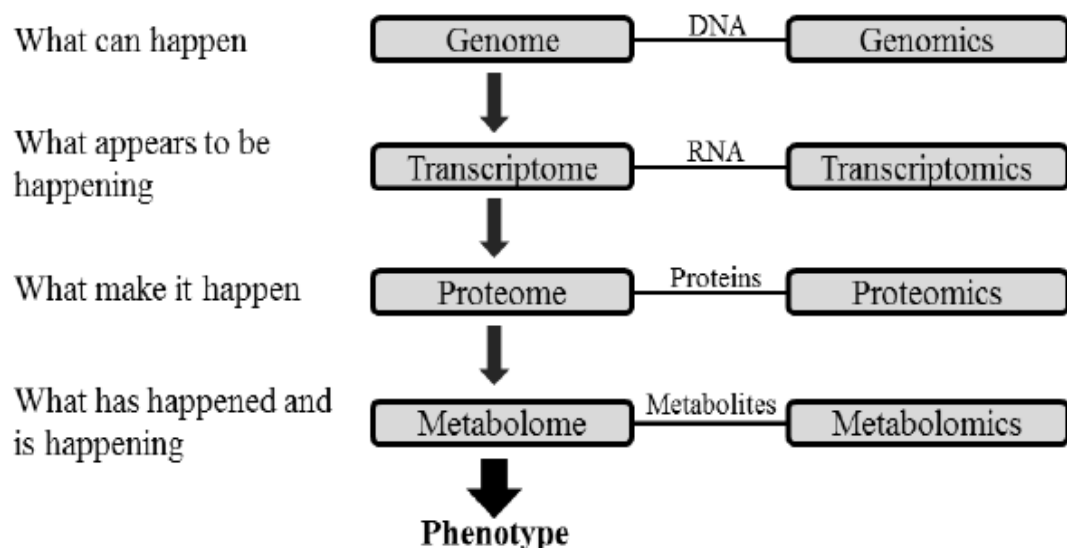 What can happen
Genome
DNA
Genomics
What appears to be
happening
Transcriptome
RNA
Transcriptomics
What make it happen
Proteome
Proteins
Proteomics
What has happened and
is happening
Metabolome
Metabolites
Metabolomics
Phenotype